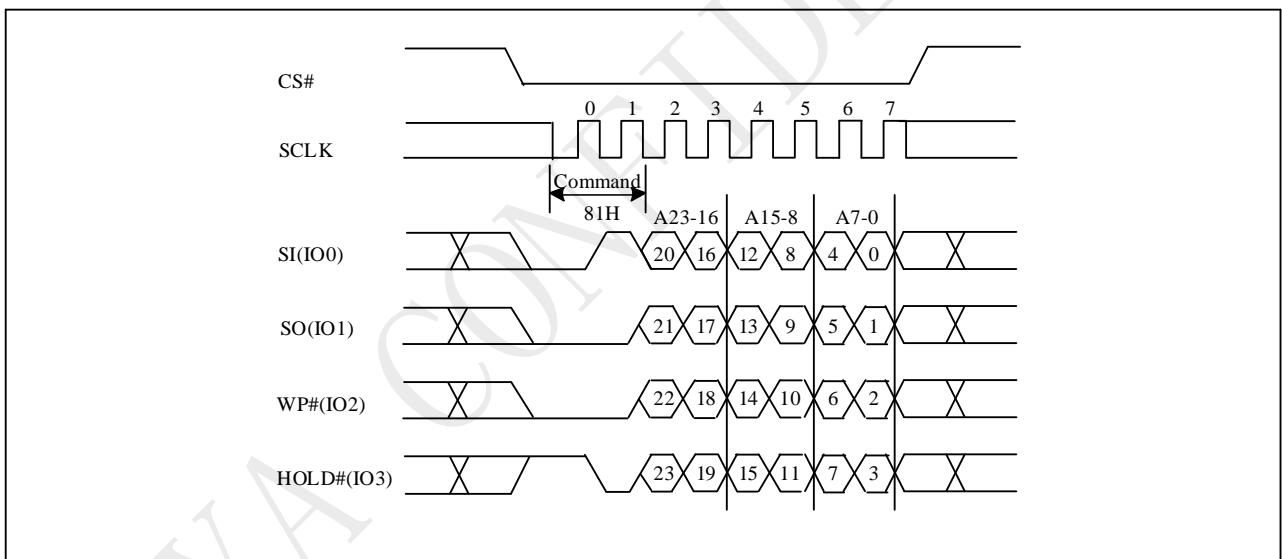 CS#
0 1 2 3 4 5 6 7
SCLK
Command
81H
A23-16 A15-8 A7-0
SI(IO0)
20 16 12 8 4 0
SO(IO1)
21 17 13 9 5 1
WP#(IO2)
22 18 14 10 6 2
HOLD#(IO3)
23 19 15 11 7 3